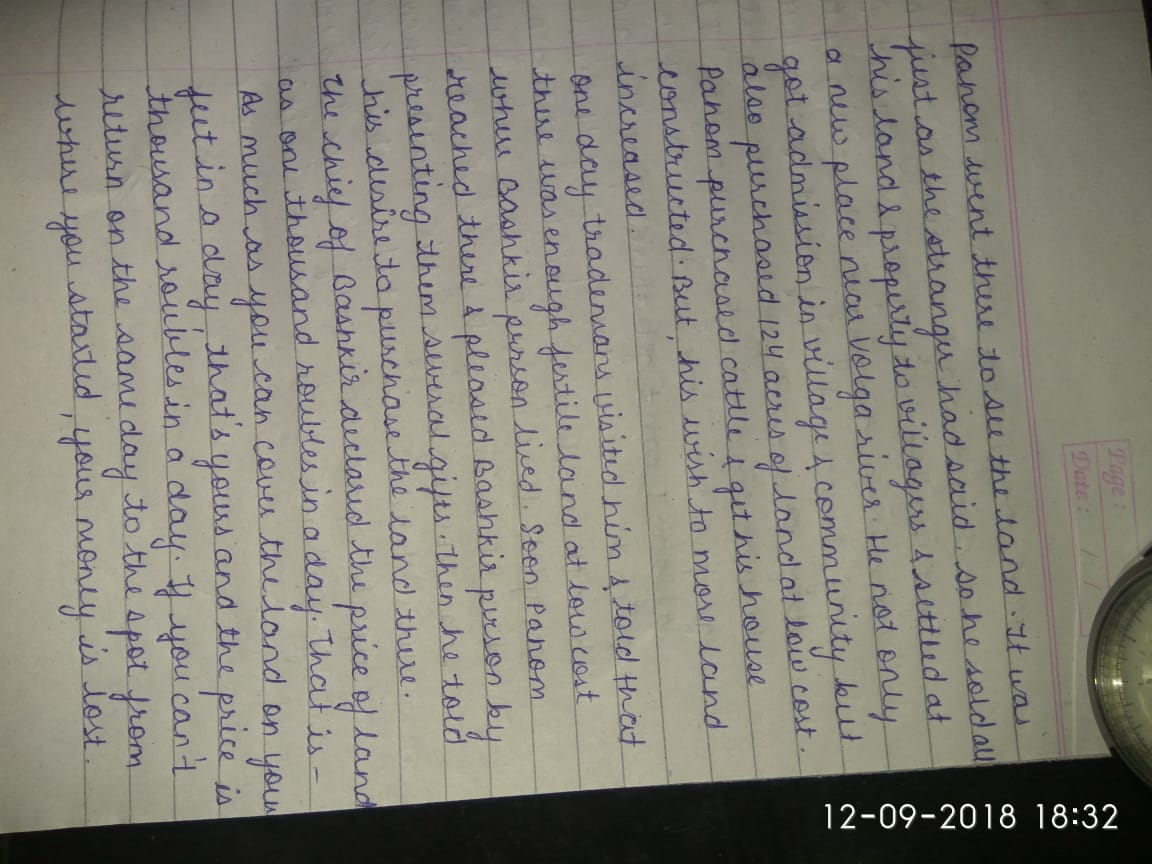 Page :
Date : / /
Pahom went there to see the land. It was
just as the stranger had said. So he sold all
his land & property to villagers & settled at
a new place near Volga river. He not only
got admission in village & community but
also purchased 124 acres of land at low cost.
Pahom purchased cattle & get his house
constructed. But, his wish to more land
increased.
One day trademans visited him & told that
there was enough fertile land at low cost
where Bashkir person lived. Soon Pahom
reached there & pleased Bashkir person by
presenting them several gifts. Then he told
his desire to purchase the land there.
The chief of Bashkir declared the price of land
as one thousand roubles in a day. That is -
As much as you can cover the land on your
feet in a day, that's yours and the price is
thousand roubles in a day. If you can't
return on the same day to the spot from
where you started, your money is lost.
12-09-2018 18:32